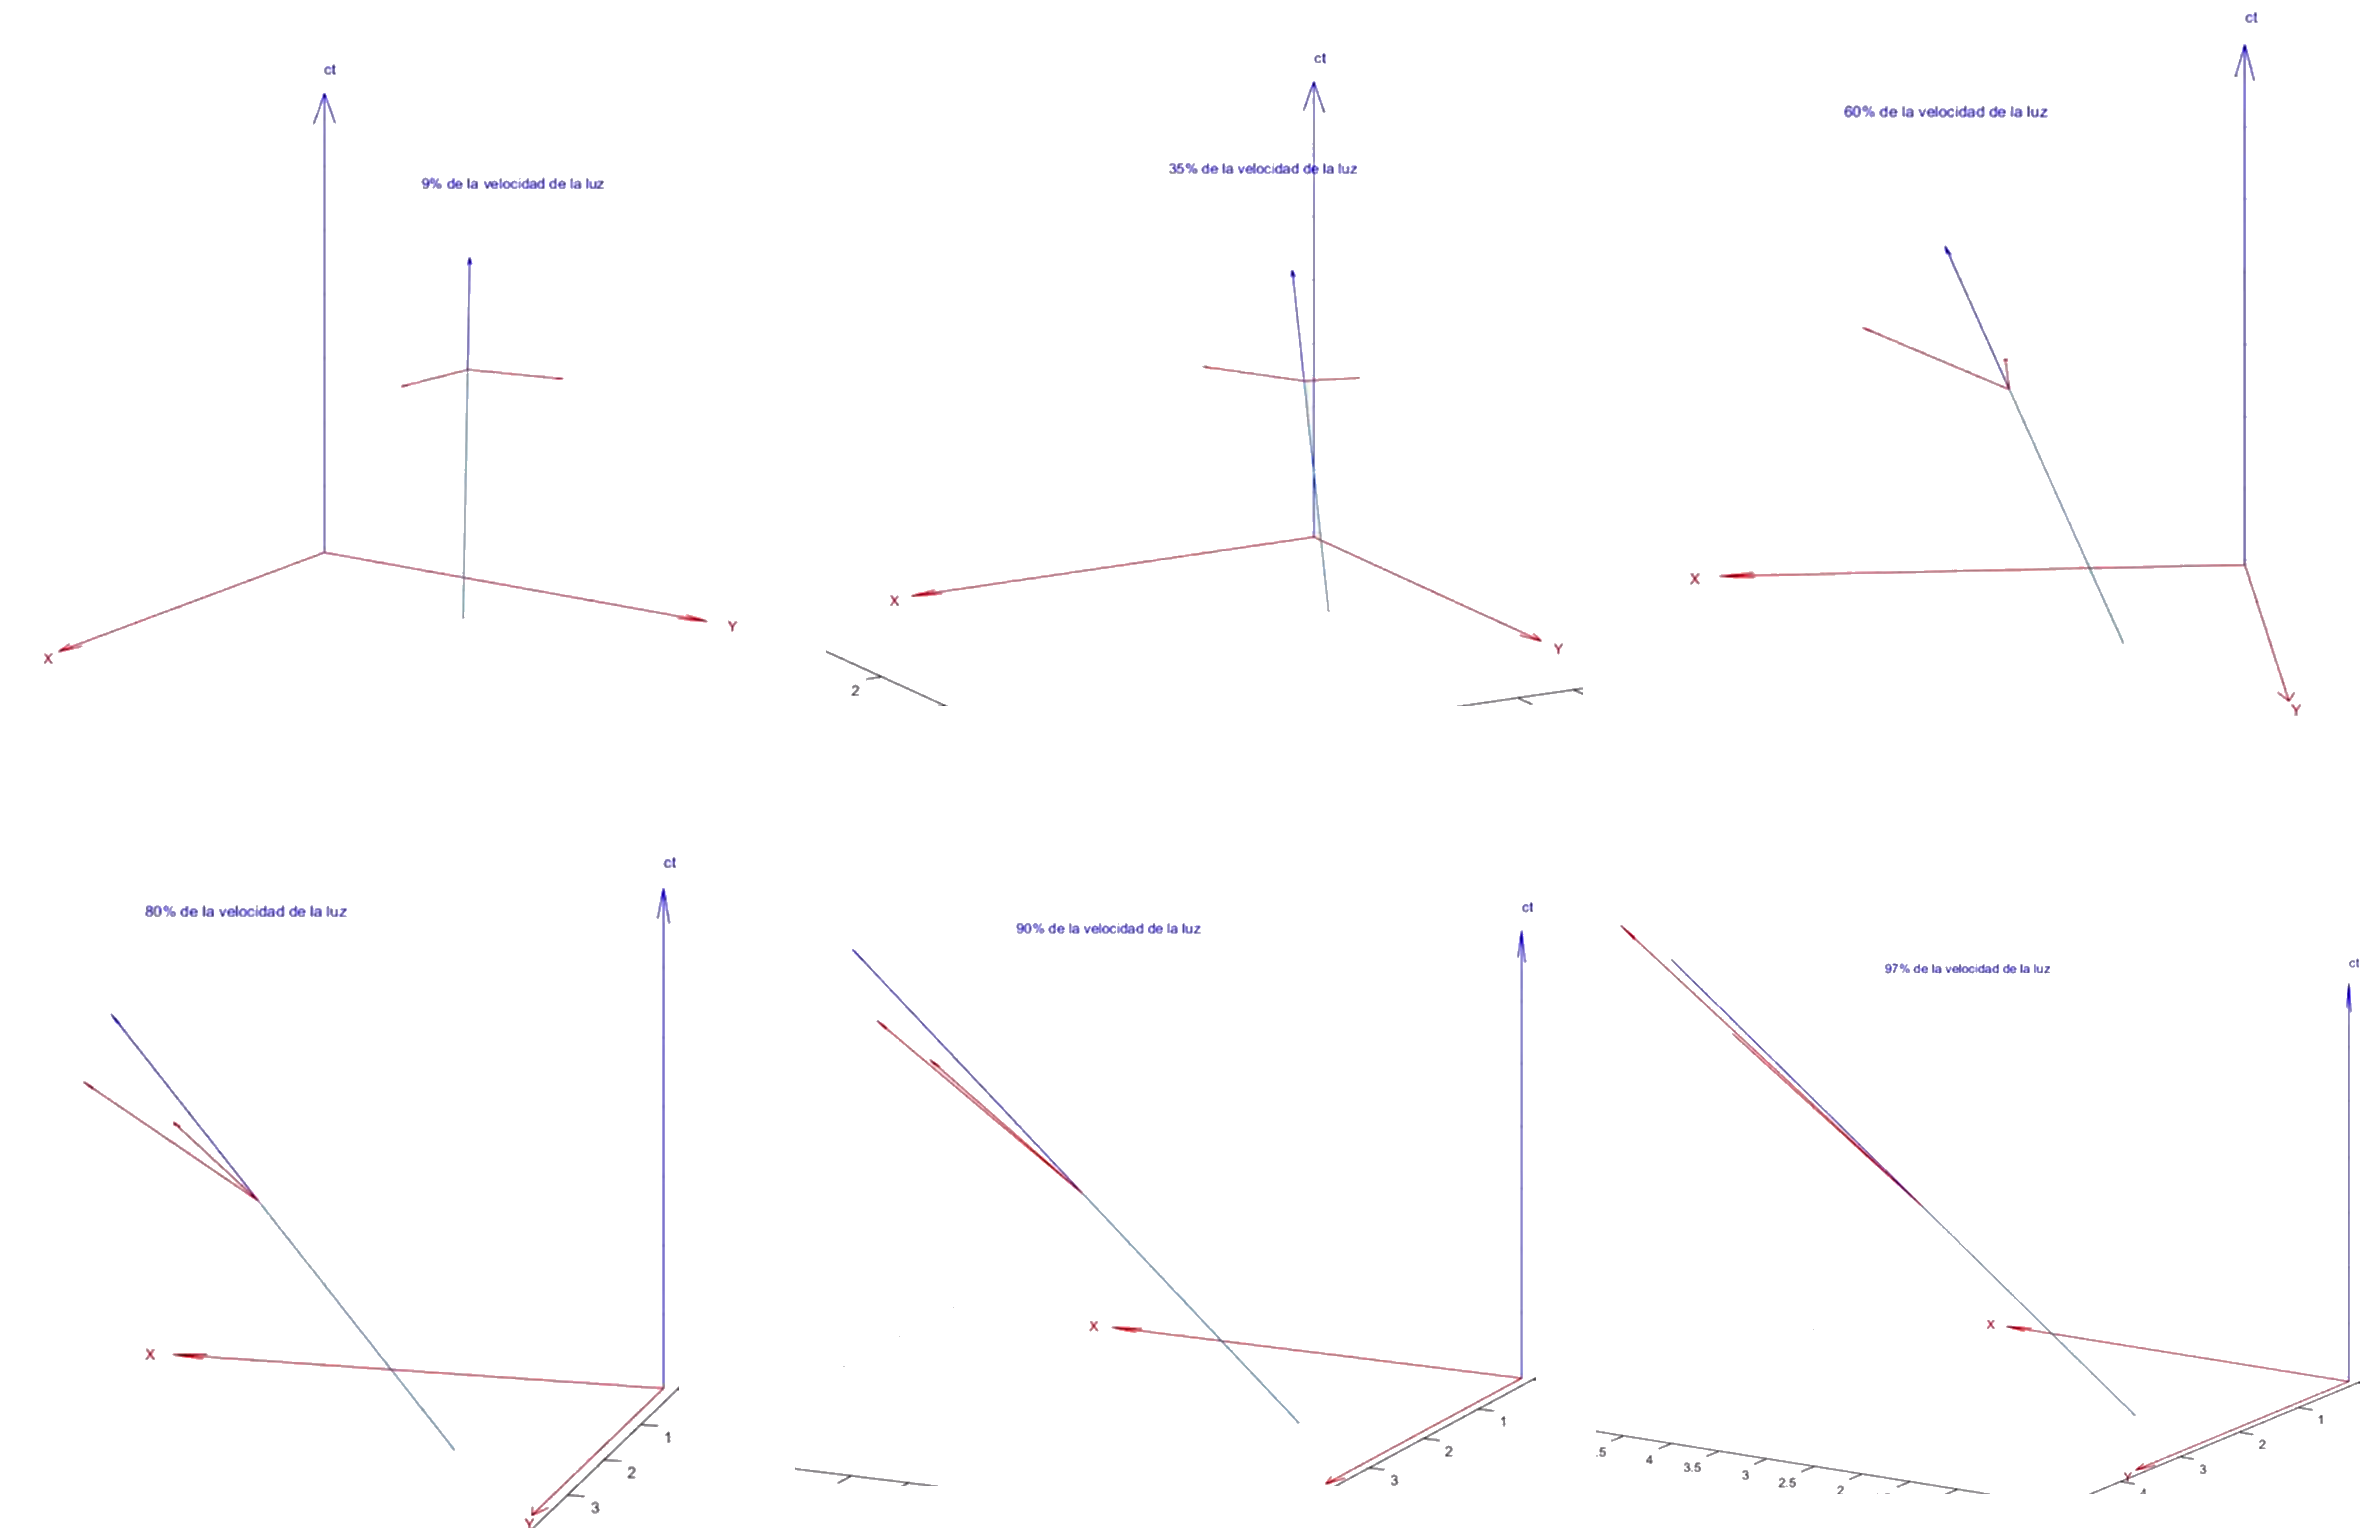 ct
9% de la velocidad de la luz
X
Y
ct
35% de la velocidad de la luz
X
Y
2
ct
60% de la velocidad de la luz
X
Y
ct
80% de la velocidad de la luz
X
1
2
3
Y
ct
90% de la velocidad de la luz
X
1
2
3
ct
97% de la velocidad de la luz
X
.5
4
3.5
3
2.5
2
1
2
3
4
Y